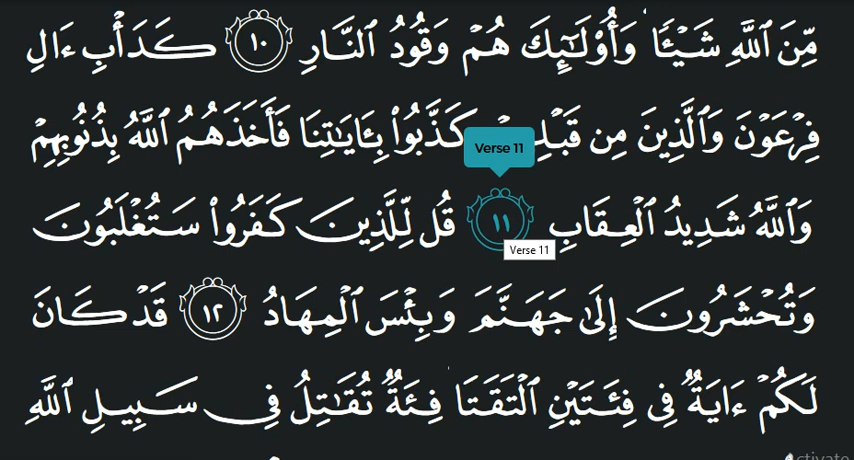 مِّنَ ٱللَّهِ شَيْـًٔا وَأُو۟لَـٰٓئِكَ هُمْ وَقُودُ ٱلنَّارِ ١٠ كَدَأْبِ ءَالِ
فِرْعَوْنَ وَٱلَّذِينَ مِن كَذَّبُوا۟ بِـَٔايَـٰتِنَا فَأَخَذَهُمُ ٱللَّهُ بِذُنُوبِهِمْ
Verse 11
وَٱللَّهُ شَدِيدُ ٱلْعِقَابِ ١١ قُل لِّلَّذِينَ كَفَرُوا۟ سَتُغْلَبُونَ
Verse 11
وَتُحْشَرُونَ إِلَىٰ جَهَنَّمَ وَبِئْسَ ٱلْمِهَادُ ١٢ قَدْ كَانَ
لَكُمْ ءَايَةٌ فِى فِئَتَيْنِ ٱلْتَقَتَا فِئَةٌ تُقَـٰتِلُ فِى سَبِيلِ ٱللَّهِ